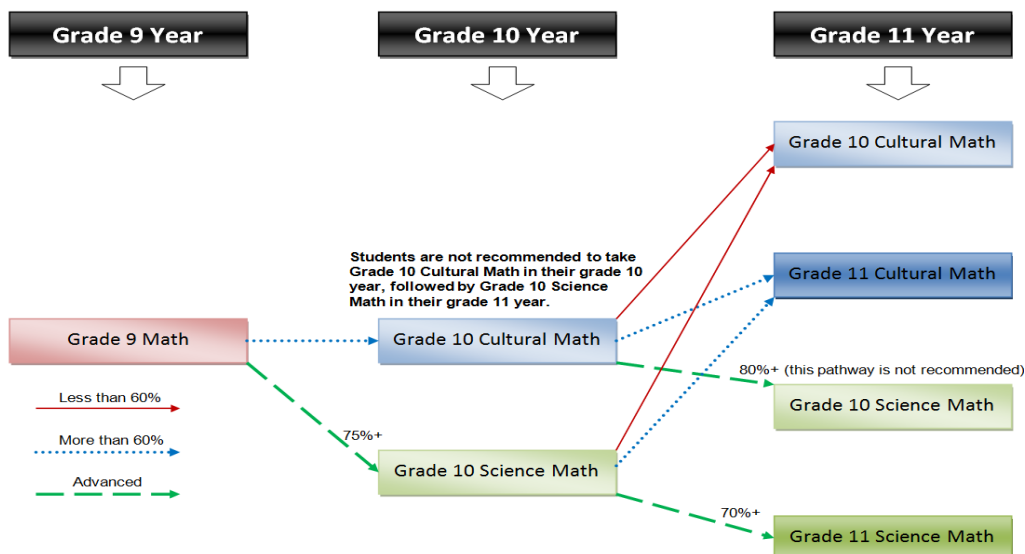 Grade 9 Year
Grade 10 Year
Grade 11 Year
Grade 10 Cultural Math
Students are not recommended to take
Grade 10 Cultural Math in their grade 10
year, followed by Grade 10 Science
Math in their grade 11 year.
Grade 11 Cultural Math
Grade 9 Math
Grade 10 Cultural Math
80%+ (this pathway is not recommended)
Grade 10 Science Math
Less than 60%
More than 60%
75%+
Grade 10 Science Math
Advanced
70%+
Grade 11 Science Math